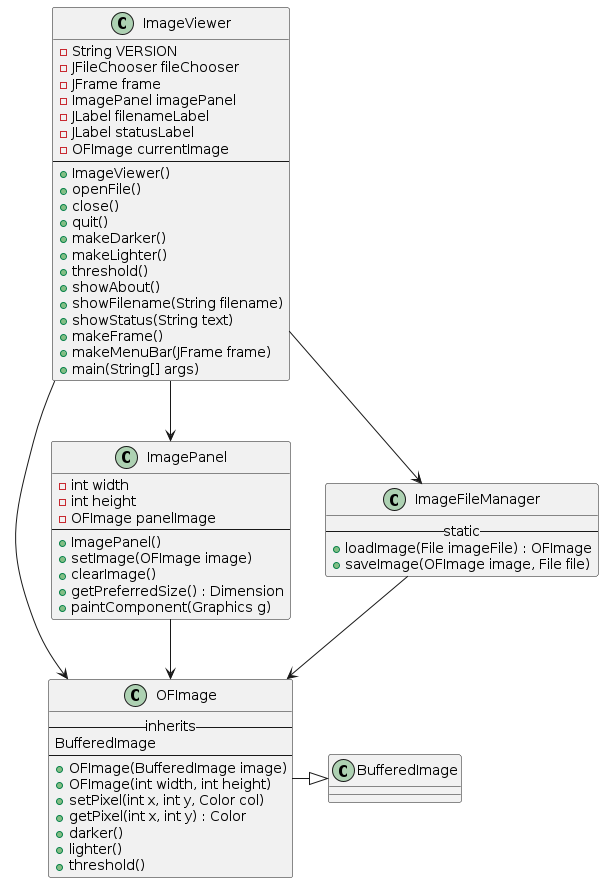 C ImageViewer
String VERSION
JFileChooser fileChooser
JFrame frame
ImagePanel imagePanel
JLabel filenameLabel
JLabel statusLabel
OFImage currentImage
ImageViewer()
openFile()
close()
quit()
makeDarker()
makeLighter()
threshold()
showAbout()
showFilename(String filename)
showStatus(String text)
makeFrame()
makeMenuBar(JFrame frame)
main(String[] args)
C ImagePanel
int width
int height
OFImage panelImage
ImagePanel()
setImage(OFImage image)
clearImage()
getPreferredSize() : Dimension
paintComponent(Graphics g)
C ImageFileManager
static
loadImage(File imageFile) : OFImage
saveImage(OFImage image, File file)
C OFImage
inherits
BufferedImage
OFImage(BufferedImage image)
OFImage(int width, int height)
setPixel(int x, int y, Color col)
getPixel(int x, int y) : Color
darker()
lighter()
threshold()
C BufferedImage